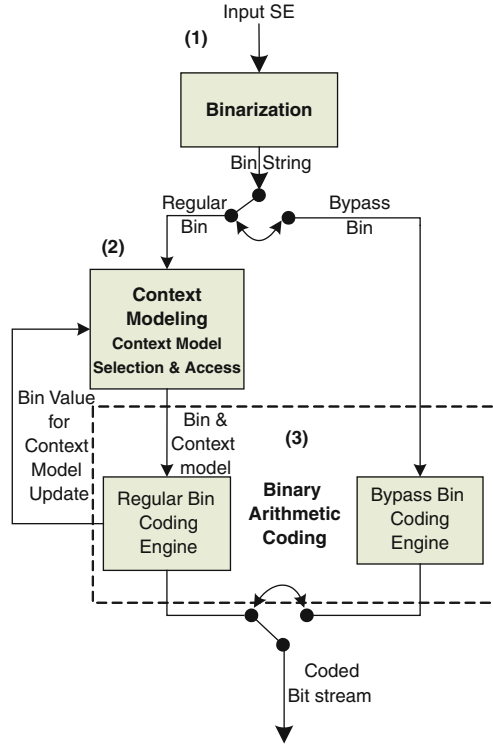 Input SE
(1)
Binarization
Bin String
Regular
Bin
Bypass
Bin
(2)
Context
Modeling
Context Model
Selection & Access
Bin Value
for
Context
Model
Update
Bin &
Context
model
(3)
Regular Bin
Coding
Engine
Binary
Arithmetic
Coding
Bypass Bin
Coding
Engine
Coded
Bit stream